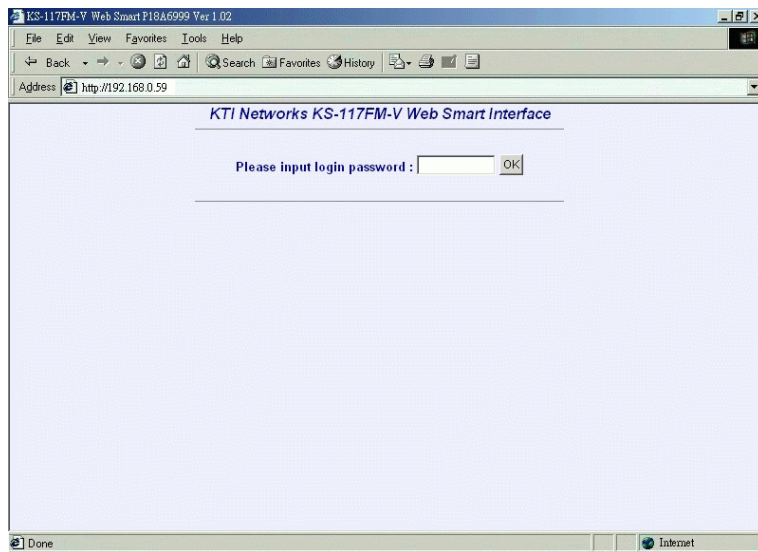 KS-117FM-V Web Smart P18A6999 Ver 1.02
File Edit View Favorites Tools Help
Back Search Favorites History
Address http://192.168.0.59
KTI Networks KS-117FM-V Web Smart Interface
Please input login password : OK
Done Internet